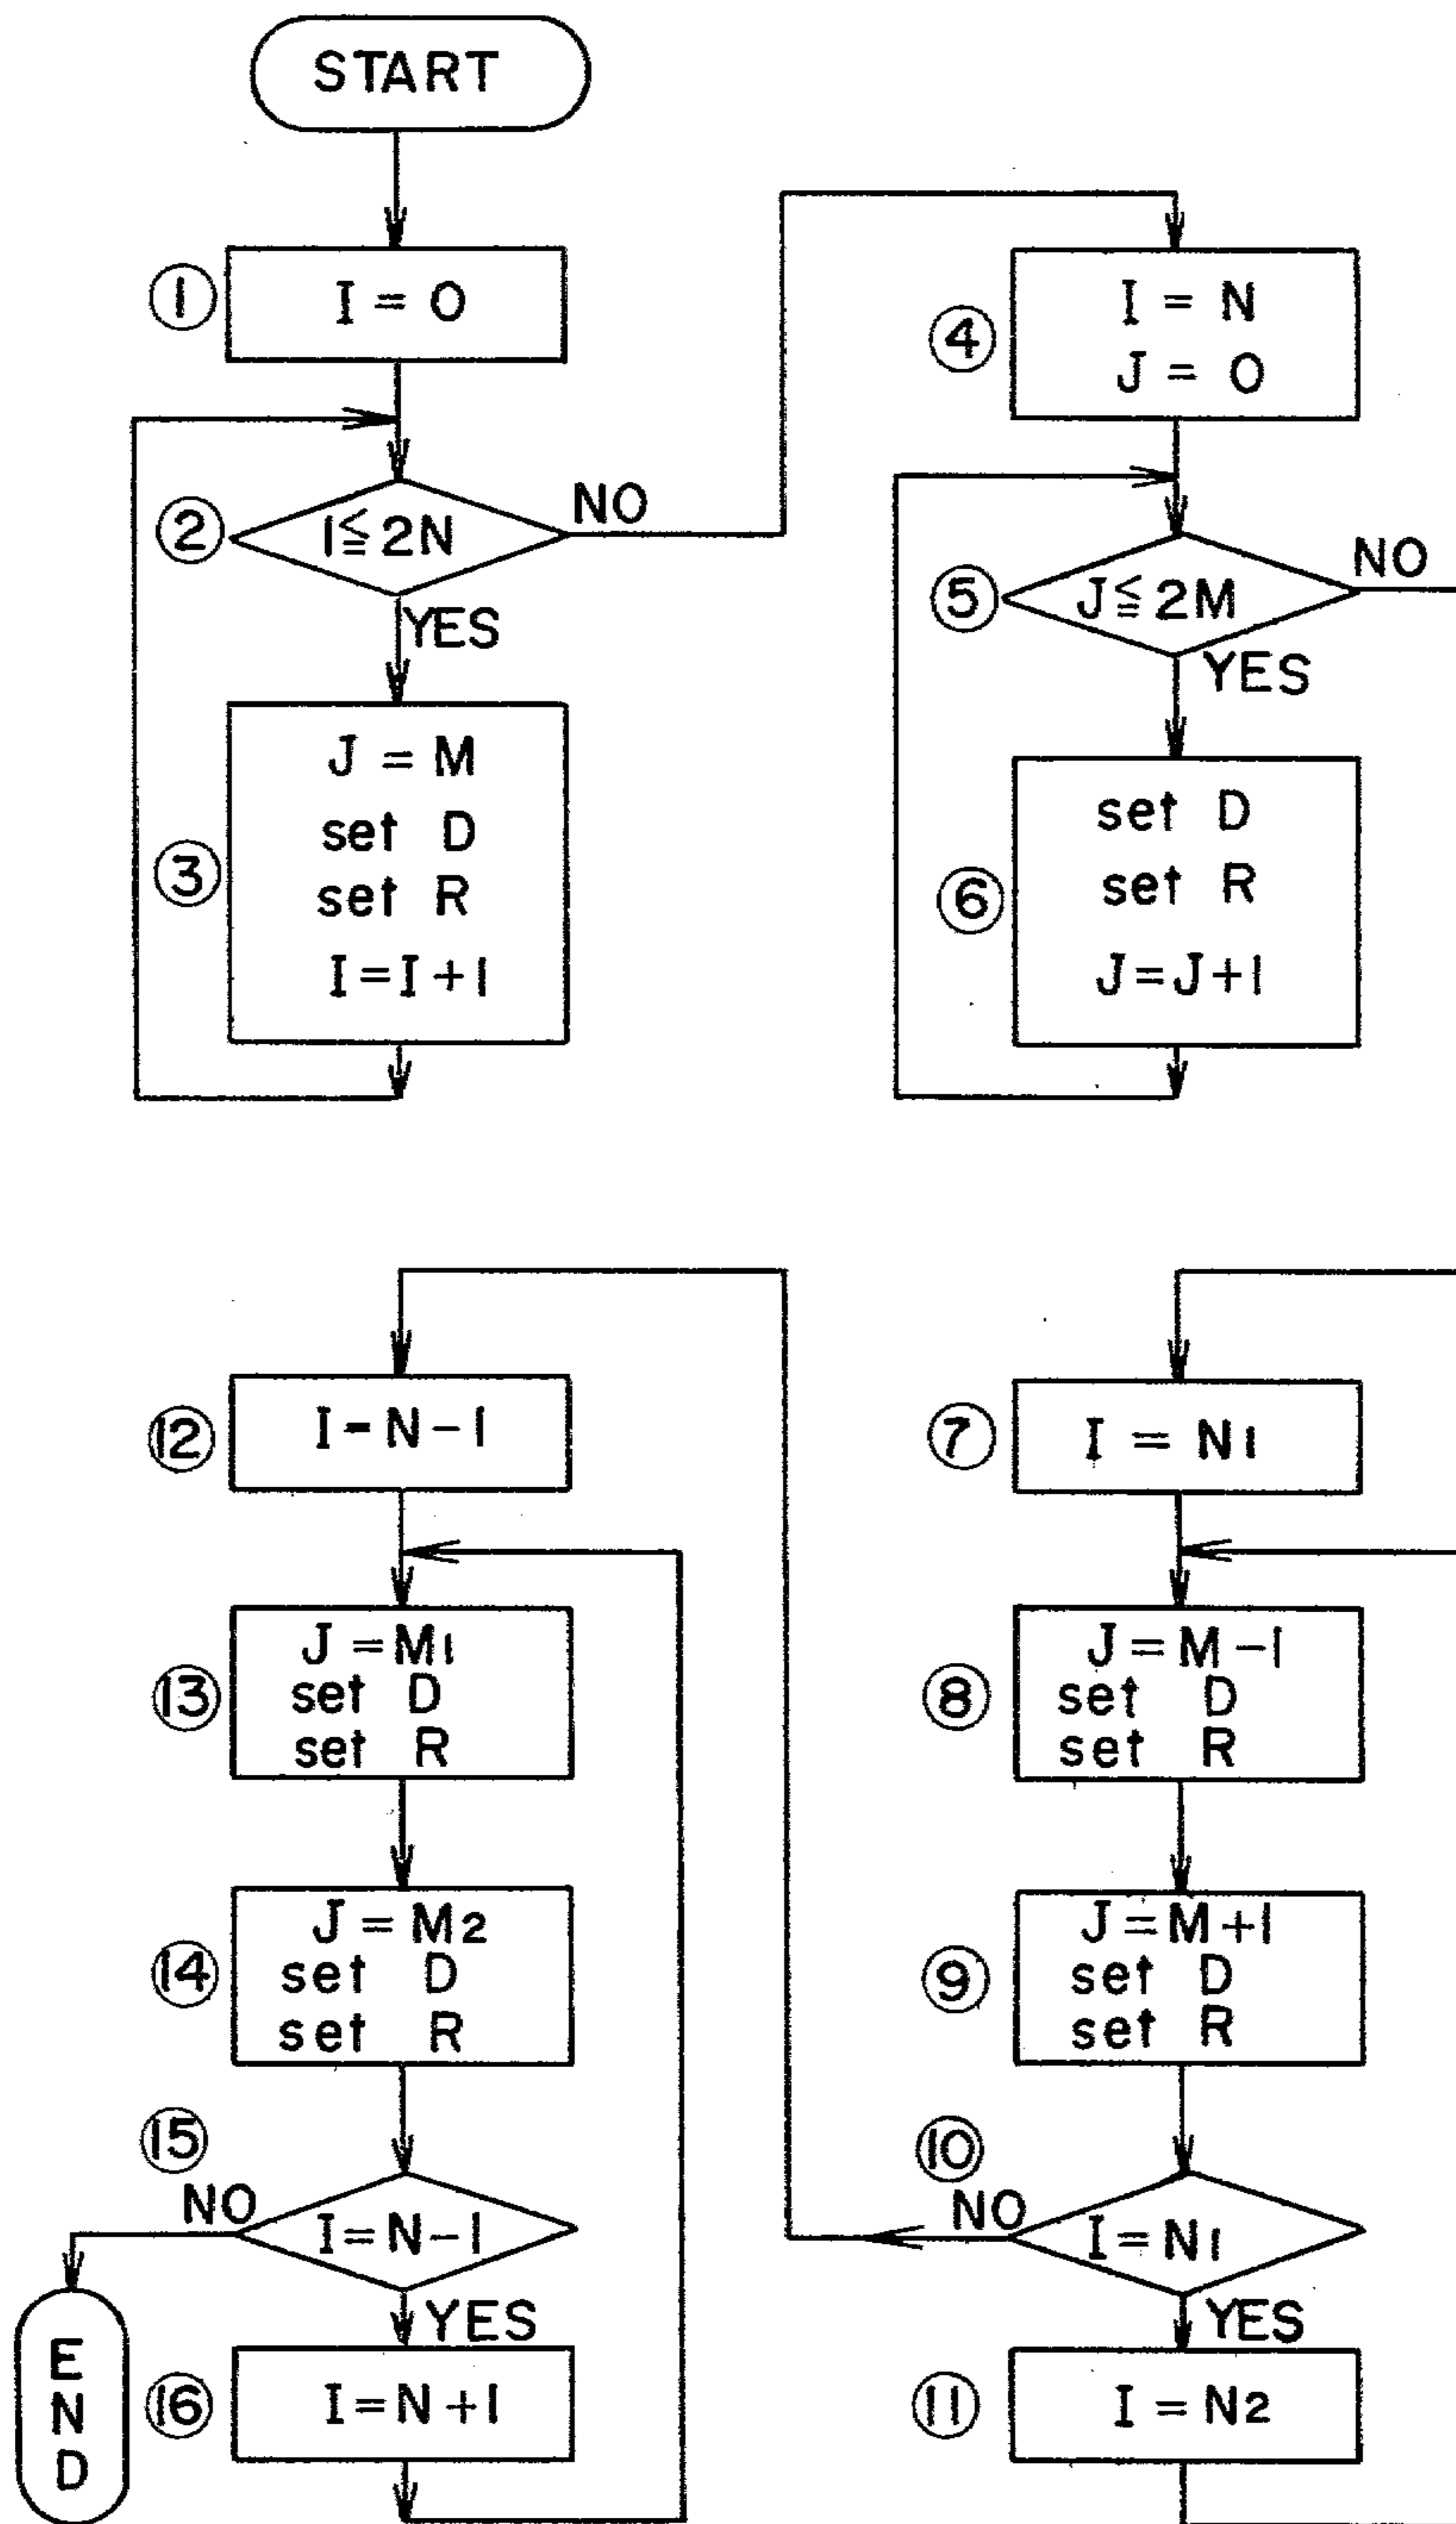 START
① I = 0
② I ≦ 2N
NO
YES
③ J = M
set D
set R
I = I + 1
④ I = N
J = 0
⑤ J ≦ 2M
NO
YES
⑥ set D
set R
J = J + 1
⑦ I = N1
⑧ J = M - 1
set D
set R
⑨ J = M + 1
set D
set R
⑩
NO
I = N1
YES
⑪ I = N2
⑫ I = N - 1
⑬ J = M1
set D
set R
⑭ J = M2
set D
set R
⑮
NO
I = N - 1
YES
⑯ I = N + 1
END